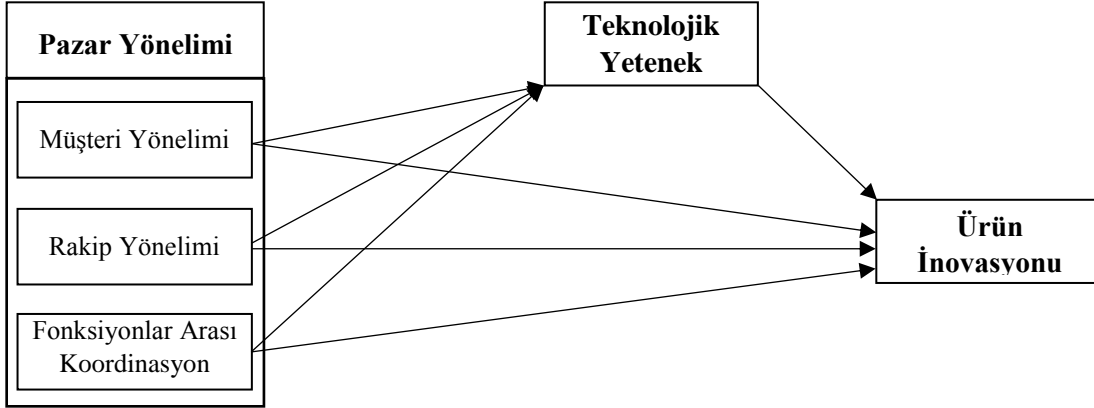 Pazar Yönelimi
Müşteri Yönelimi
Rakip Yönelimi
Fonksiyonlar Arası
Koordinasyon
Teknolojik
Yetenek
Ürün
İnovasyonu